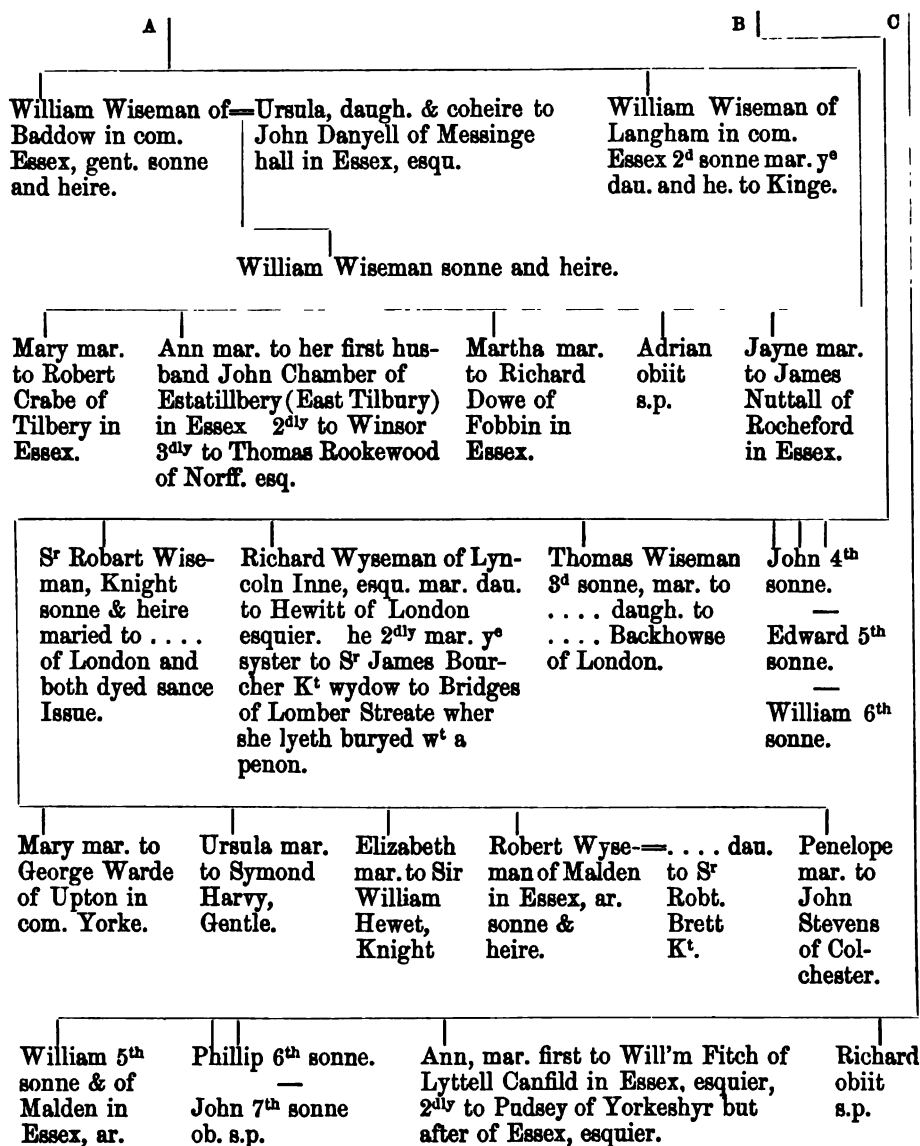 A
B
C
William Wiseman of
Baddow in com.
Essex, gent. sonne
and heire.
Ursula, daugh. & coheire to
John Danyell of Messinge
hall in Essex, esqu.
William Wiseman of
Langham in com.
Essex 2ᵈ sonne mar. yᵉ
dau. and he. to Kinge.
William Wiseman sonne and heire.
Mary mar.
to Robert
Crabe of
Tilbery in
Essex.
Ann mar. to her first hus-
band John Chamber of
Estatillbery (East Tilbury)
in Essex 2ᵈˡʸ to Winsor
3ᵈˡʸ to Thomas Rookewood
of Norff. esq.
Martha mar.
to Richard
Dowe of
Fobbin in
Essex.
Adrian
obiit
s.p.
Jayne mar.
to James
Nuttall of
Rocheford
in Essex.
Sʳ Robart Wise-
man, Knight
sonne & heire
maried to . . . .
of London and
both dyed sance
Issue.
Richard Wyseman of Lyn-
coln Inne, esqu. mar. dau.
to Hewitt of London
esquier. he 2ᵈˡʸ mar. yᵉ
syster to Sʳ James Bour-
cher Kᵗ wydow to Bridges
of Lomber Streate wher
she lyeth buryed wᵗ a
penon.
Thomas Wiseman
3ᵈ sonne, mar. to
. . . . daugh. to
. . . . Backhowse
of London.
John 4ᵗʰ
sonne.
—
Edward 5ᵗʰ
sonne.
—
William 6ᵗʰ
sonne.
Mary mar. to
George Warde
of Upton in
com. Yorke.
Ursula mar.
to Symond
Harvy,
Gentle.
Elizabeth
mar. to Sir
William
Hewet,
Knight
Robert Wyse-
man of Malden
in Essex, ar.
sonne &
heire.
. . . . dau.
to Sʳ
Robt.
Brett
Kᵗ.
Penelope
mar. to
John
Stevens
of Col-
chester.
William 5ᵗʰ
sonne & of
Malden in
Essex, ar.
Phillip 6ᵗʰ sonne.
—
John 7ᵗʰ sonne
ob. s.p.
Ann, mar. first to Will'm Fitch of
Lyttell Canfild in Essex, esquier,
2ᵈˡʸ to Pudsey of Yorkeshyr but
after of Essex, esquier.
Richard
obiit
s.p.